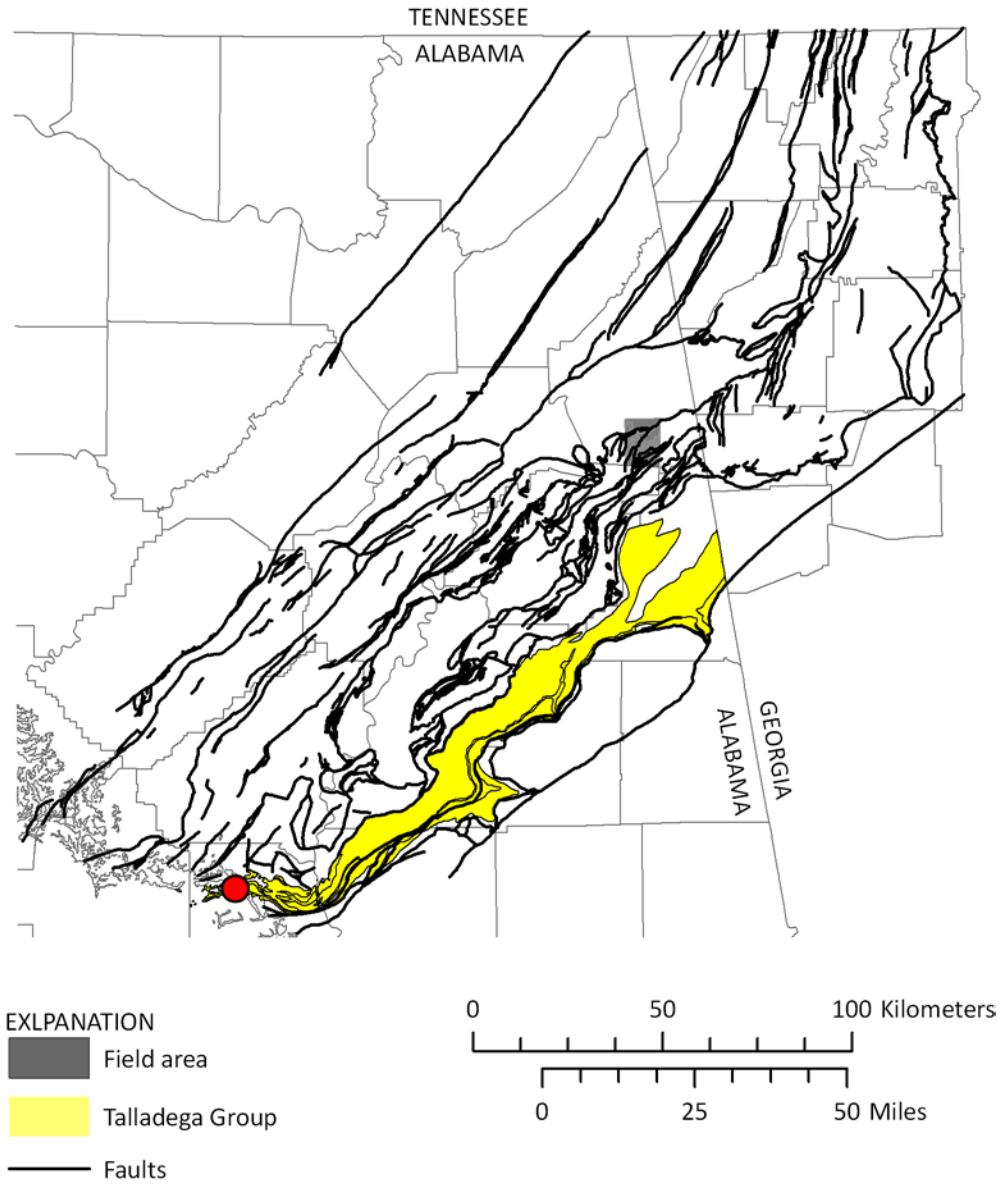 TENNESSEE
ALABAMA
GEORGIA
ALABAMA
EXLPANATION
Field area
Talladega Group
Faults
0 50 100 Kilometers
0 25 50 Miles